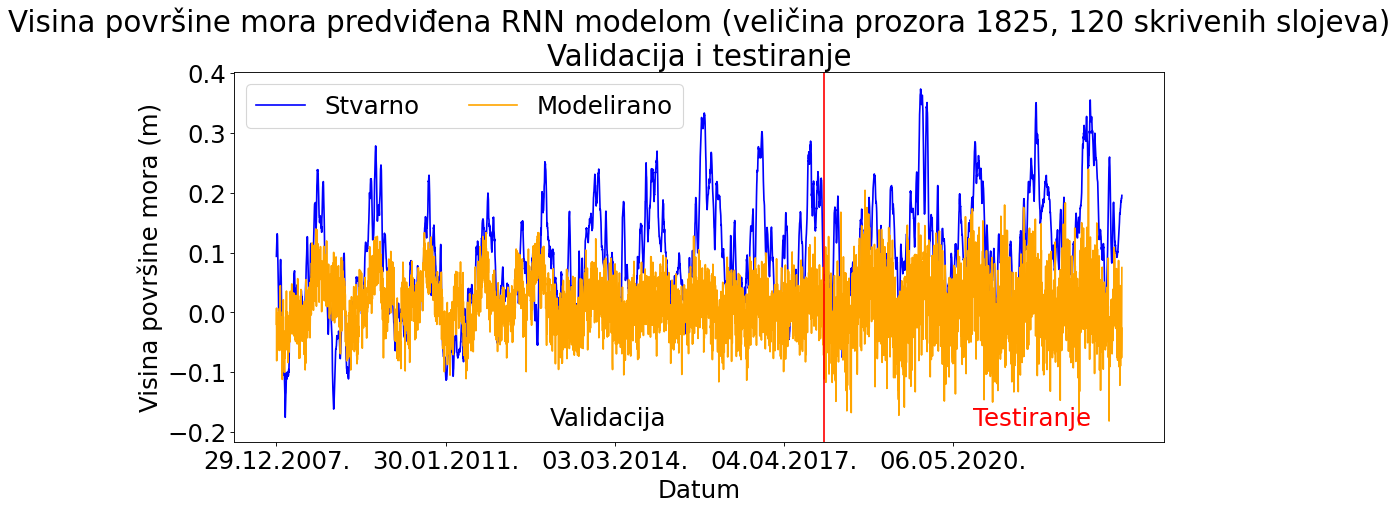 Visina površine mora predviđena RNN modelom (veličina prozora 1825, 120 skrivenih slojeva)
Validacija i testiranje
Stvarno
Modelirano
Visina površine mora (m)
0.4
0.3
0.2
0.1
0.0
−0.1
−0.2
Validacija
Testiranje
29.12.2007.
30.01.2011.
03.03.2014.
04.04.2017.
06.05.2020.
Datum